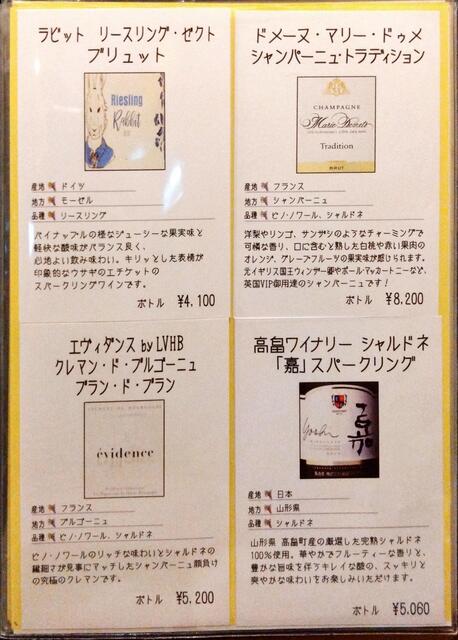 ラビット リースリング・ゼクト
ブリュット
Riesling
Rabbit
産地 ドイツ
地方 モーゼル
品種 リースリング
パイナップルの様なジューシーな果実味と
軽快な酸味がバランス良く、
心地よい飲み味わい。キリッとした表情が
印象的なウサギのエチケットの
スパークリングワインです。
ボトル ¥4,100
ドメーヌ・マリー・ドゥメ
シャンパーニュ・トラディション
CHAMPAGNE
Marie Demets
Tradition
BRUT
産地 フランス
地方 シャンパーニュ
品種 ピノ・ノワール、シャルドネ
洋梨やリンゴ、サンザシのようなチャーミングで
可憐な香り、口に含むと熟した白桃や赤い果肉の
オレンジ、グレープフルーツの果実味が感じられます。
元イギリス国王ウィンザー卿やポール・マッカートニーなど、
英国VIP御用達のシャンパーニュです！
ボトル ¥8,200
エヴィダンス by LVHB
クレマン・ド・ブルゴーニュ
ブラン・ド・ブラン
CREMANT DE BOURGOGNE
évidence
産地 フランス
地方 ブルゴーニュ
品種 ピノ・ノワール、シャルドネ
ピノ・ノワールのリッチな味わいとシャルドネの
繊細さが見事にマッチしたシャンパーニュ顔負け
の究極のクレマンです。
ボトル ¥5,200
高畠ワイナリー シャルドネ
「嘉」スパークリング
嘉
yoshi
産地 日本
地方 山形県
品種 シャルドネ
山形県 高畠町産の厳選した完熟シャルドネ
100%使用。華やかでフルーティーな香りと、
豊かな旨味を伴うキレイな酸の、スッキリと
爽やかな味わいをお楽しみいただけます。
ボトル ¥5,060